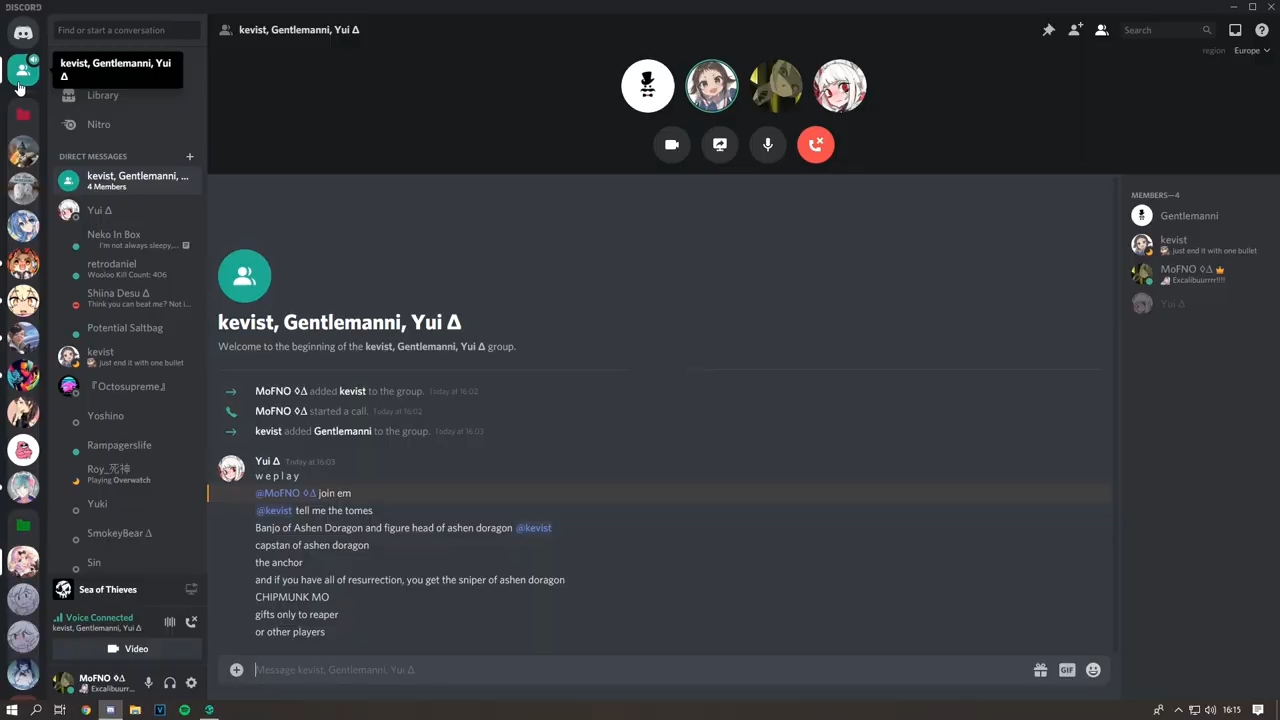 DISCORD
Find or start a conversation
kevist, Gentlemanni, Yui
Δ
Library
Nitro
DIRECT MESSAGES
kevist, Gentlemanni, ...
4 Members
Yui Δ
Neko In Box
I'm not always sleepy,...
retrodaniel
Wooloo Kill Count: 406
Shiina Desu Δ
Think you can beat me? Not i...
Potential Saltbag
kevist
just end it with one bullet
『Octosupreme』
Yoshino
Rampagerslife
Roy_死神
Playing Overwatch
Yuki
SmokeyBear Δ
Sin
Sea of Thieves
Voice Connected
kevist, Gentlemanni, Yui Δ
Video
MoFNO ◊Δ
Excalibuurr...
kevist, Gentlemanni, Yui Δ
Search
region Europe
kevist, Gentlemanni, Yui Δ
Welcome to the beginning of the kevist, Gentlemanni, Yui Δ group.
MoFNO ◊Δ added kevist to the group. Today at 16:02
MoFNO ◊Δ started a call. Today at 16:02
kevist added Gentlemanni to the group. Today at 16:03
Yui Δ Today at 16:03
w e p l a y
@MoFNO ◊Δ join em
@kevist tell me the tomes
Banjo of Ashen Doragon and figure head of ashen doragon @kevist
capstan of ashen doragon
the anchor
and if you have all of resurrection, you get the sniper of ashen doragon
CHIPMUNK MO
gifts only to reaper
or other players
Message kevist, Gentlemanni, Yui Δ
GIF
MEMBERS—4
Gentlemanni
kevist
just end it with one bullet
MoFNO ◊Δ
Excalibuurrr!!!!
Yui Δ
16:15